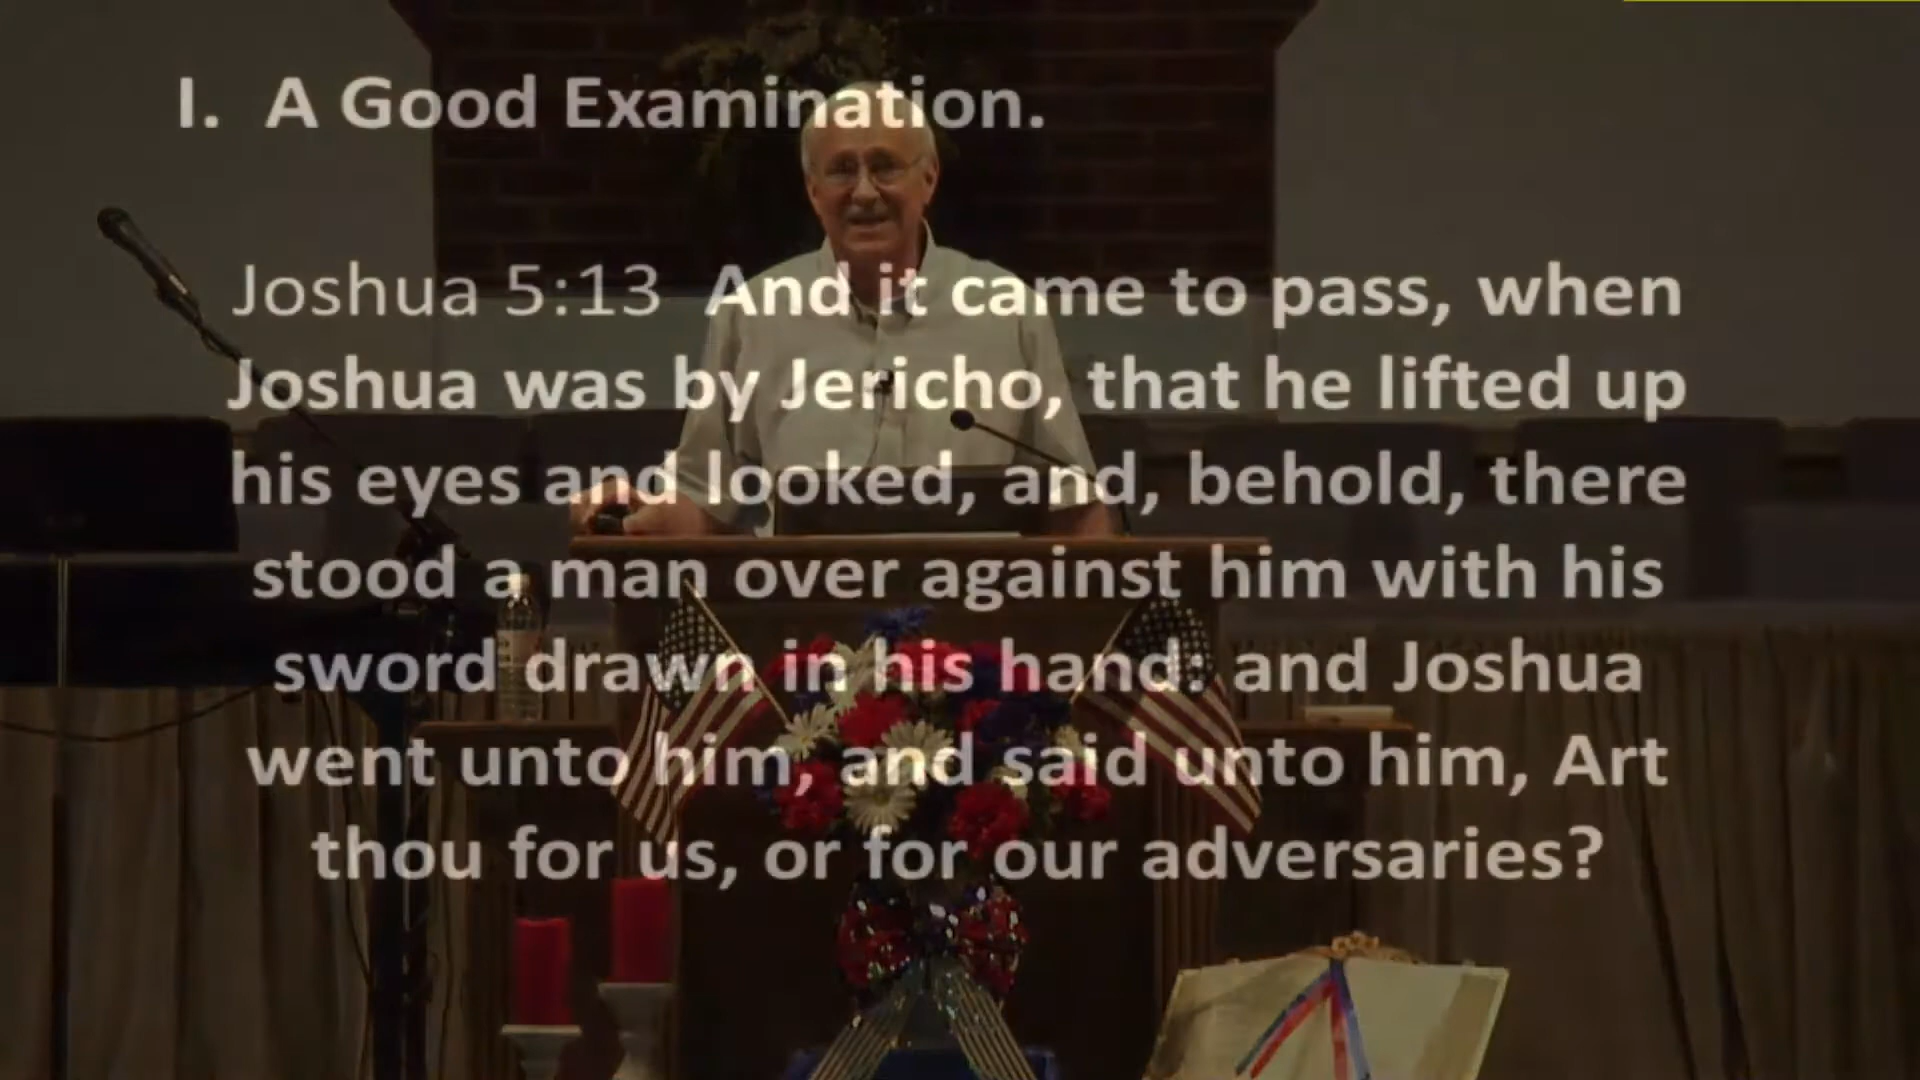 I. A Good Examination.
Joshua 5:13 And it came to pass, when
Joshua was by Jericho, that he lifted up
his eyes and looked, and, behold, there
stood a man over against him with his
sword drawn in his hand: and Joshua
went unto him, and said unto him, Art
thou for us, or for our adversaries?